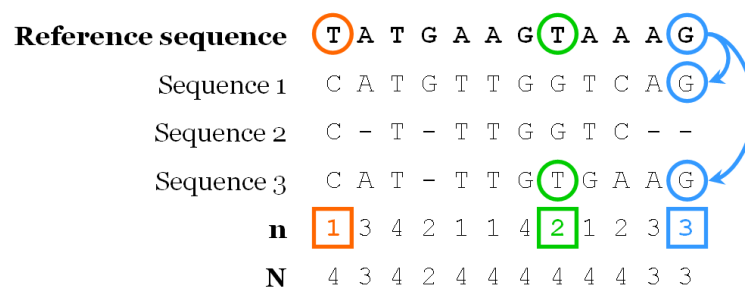 Reference sequence T A T G A A G T A A A G
Sequence 1 C A T G T T G G T C A G
Sequence 2 C - T - T T G G T C - -
Sequence 3 C A T - T T G T G A A G
n 1 3 4 2 1 1 4 2 1 2 3 3
N 4 3 4 2 4 4 4 4 4 4 3 3